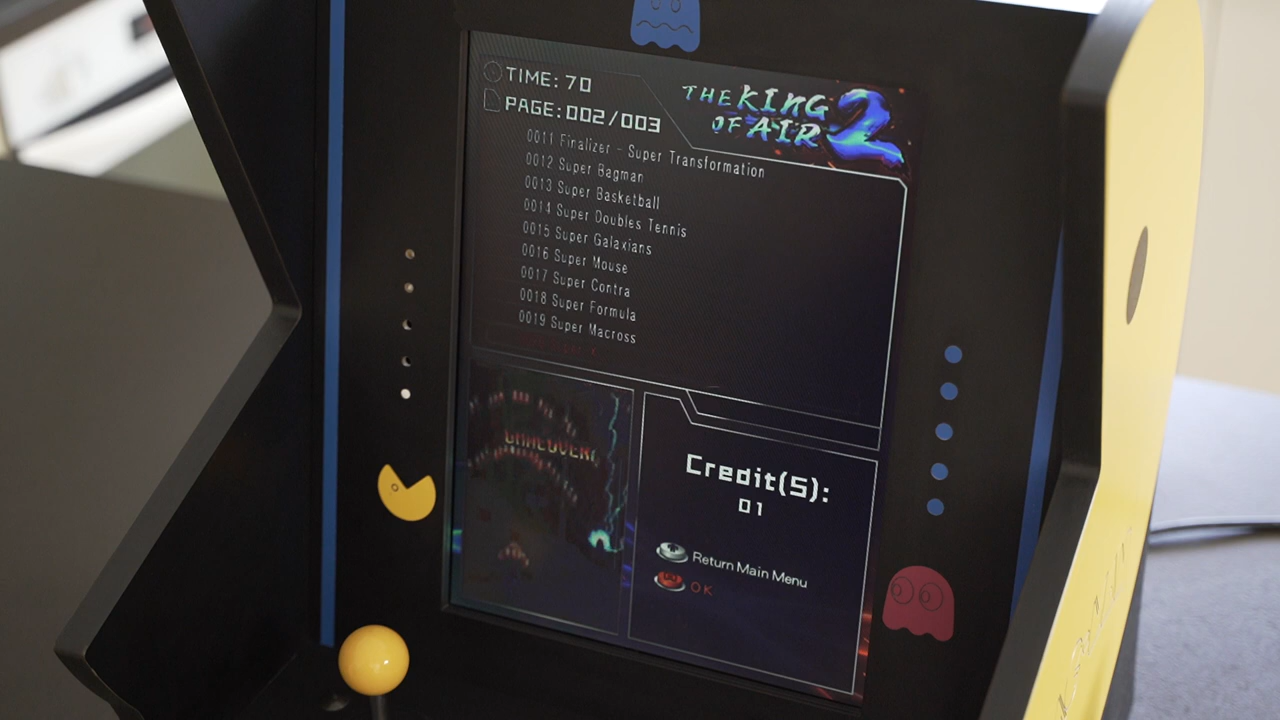 TIME: 70
PAGE:002/003
THE KING
OF AIR 2
0011 Finalizer - Super Transformation
0012 Super Bagman
0013 Super Basketball
0014 Super Doubles Tennis
0015 Super Galaxians
0016 Super Mouse
0017 Super Contra
0018 Super Formula
0019 Super Macross
Credit(S):
01
Return Main Menu
OK